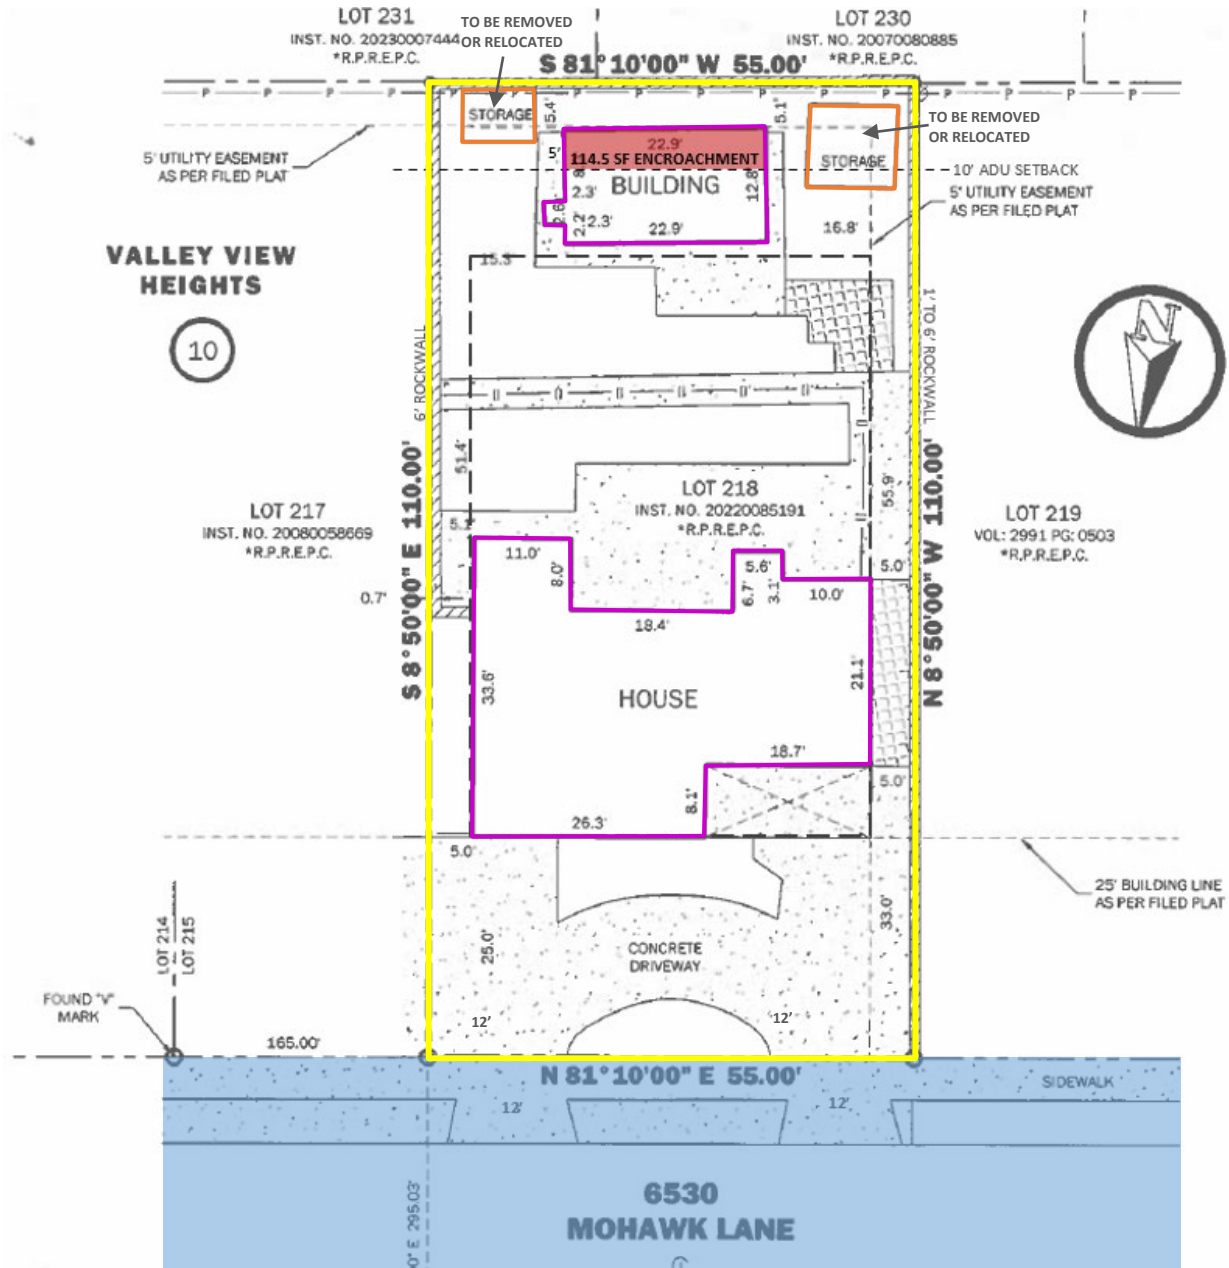 LOT 231
INST. NO. 20230007444
*R.P.R.E.P.C.
TO BE REMOVED
OR RELOCATED
LOT 230
INST. NO. 20070080885
*R.P.R.E.P.C.
S 81°10'00" W 55.00'
P P P P P P P P P P P
STORAGE
5.4'
5.1"
TO BE REMOVED
OR RELOCATED
5' UTILITY EASEMENT
AS PER FILED PLAT
5'
22.9'
114.5 SF ENCROACHMENT
STORAGE
10' ADU SETBACK
BUILDING
8
12.8'
2.3'
2.6'
2.2'
2.3'
22.9'
16.8'
5' UTILITY EASEMENT
AS PER FILED PLAT
VALLEY VIEW
HEIGHTS
10
15.3'
6' ROCKWALL
1' TO 6' ROCKWALL
N
51.4'
55.9'
S 8°50'00" E 110.00'
N 8°50'00" W 110.00'
LOT 217
INST. NO. 20080058669
*R.P.R.E.P.C.
LOT 218
INST. NO. 20220085191
*R.P.R.E.P.C.
LOT 219
VOL: 2991 PG: 0503
*R.P.R.E.P.C.
5.1'
11.0'
8.0'
5.6'
6.7'
3.1'
10.0'
5.0'
0.7'
18.4'
33.6'
HOUSE
21.1'
18.7'
8.1'
5.0'
26.3'
5.0'
25' BUILDING LINE
AS PER FILED PLAT
LOT 214
LOT 215
25.0'
33.0'
CONCRETE
DRIVEWAY
FOUND "V"
MARK
12'
12'
165.00'
N 81°10'00" E 55.00'
SIDEWALK
12'
12'
6530
MOHAWK LANE
0" E 295.03'